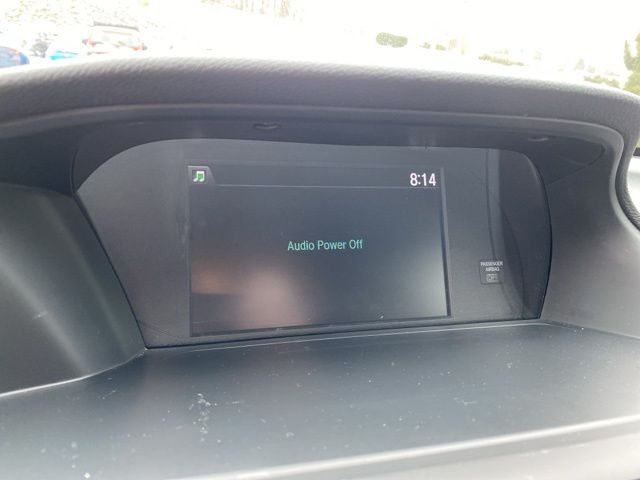 8:14
Audio Power Off
PASSENGER
AIRBAG